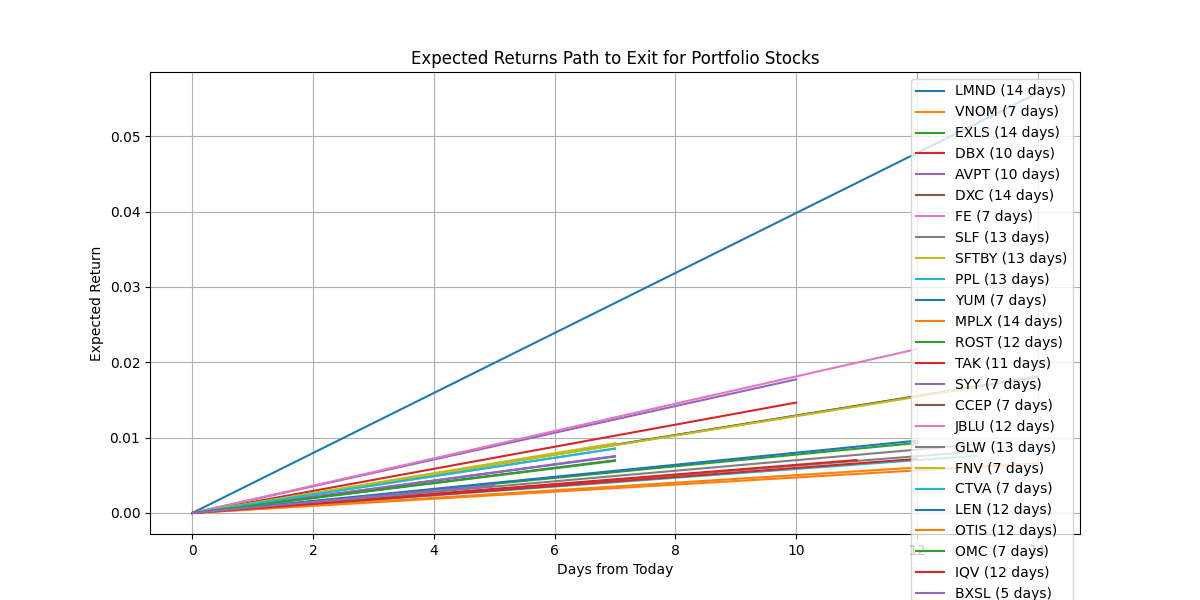 Expected Returns Path to Exit for Portfolio Stocks
Expected Return
0.05
0.04
0.03
0.02
0.01
0.00
0
2
4
6
8
10
12
Days from Today
LMND (14 days)
VNOM (7 days)
EXLS (14 days)
DBX (10 days)
AVPT (10 days)
DXC (14 days)
FE (7 days)
SLF (13 days)
SFTBY (13 days)
PPL (13 days)
YUM (7 days)
MPLX (14 days)
ROST (12 days)
TAK (11 days)
SYY (7 days)
CCEP (7 days)
JBLU (12 days)
GLW (13 days)
FNV (7 days)
CTVA (7 days)
LEN (12 days)
OTIS (12 days)
OMC (7 days)
IQV (12 days)
BXSL (5 days)